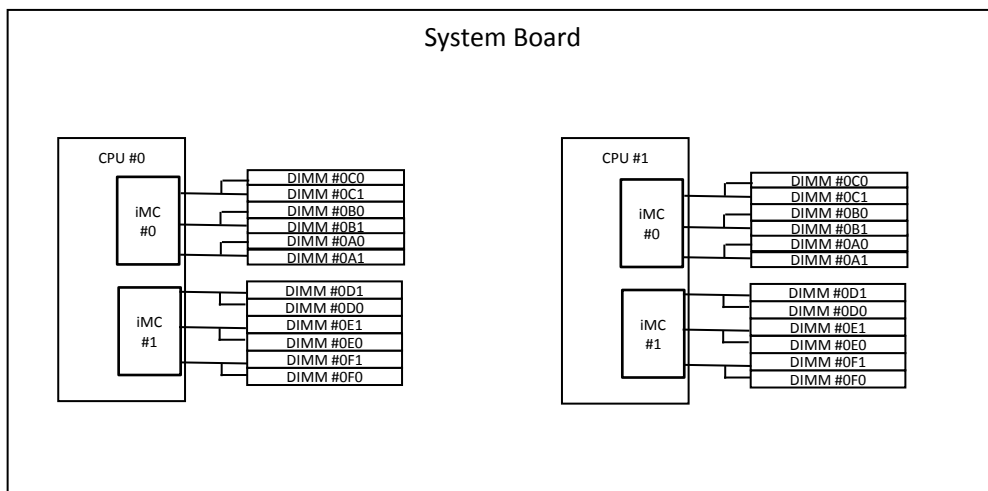 System Board
CPU #0
iMC
#0
DIMM #0C0
DIMM #0C1
DIMM #0B0
DIMM #0B1
DIMM #0A0
DIMM #0A1
iMC
#1
DIMM #0D1
DIMM #0D0
DIMM #0E1
DIMM #0E0
DIMM #0F1
DIMM #0F0
CPU #1
iMC
#0
DIMM #0C0
DIMM #0C1
DIMM #0B0
DIMM #0B1
DIMM #0A0
DIMM #0A1
iMC
#1
DIMM #0D1
DIMM #0D0
DIMM #0E1
DIMM #0E0
DIMM #0F1
DIMM #0F0